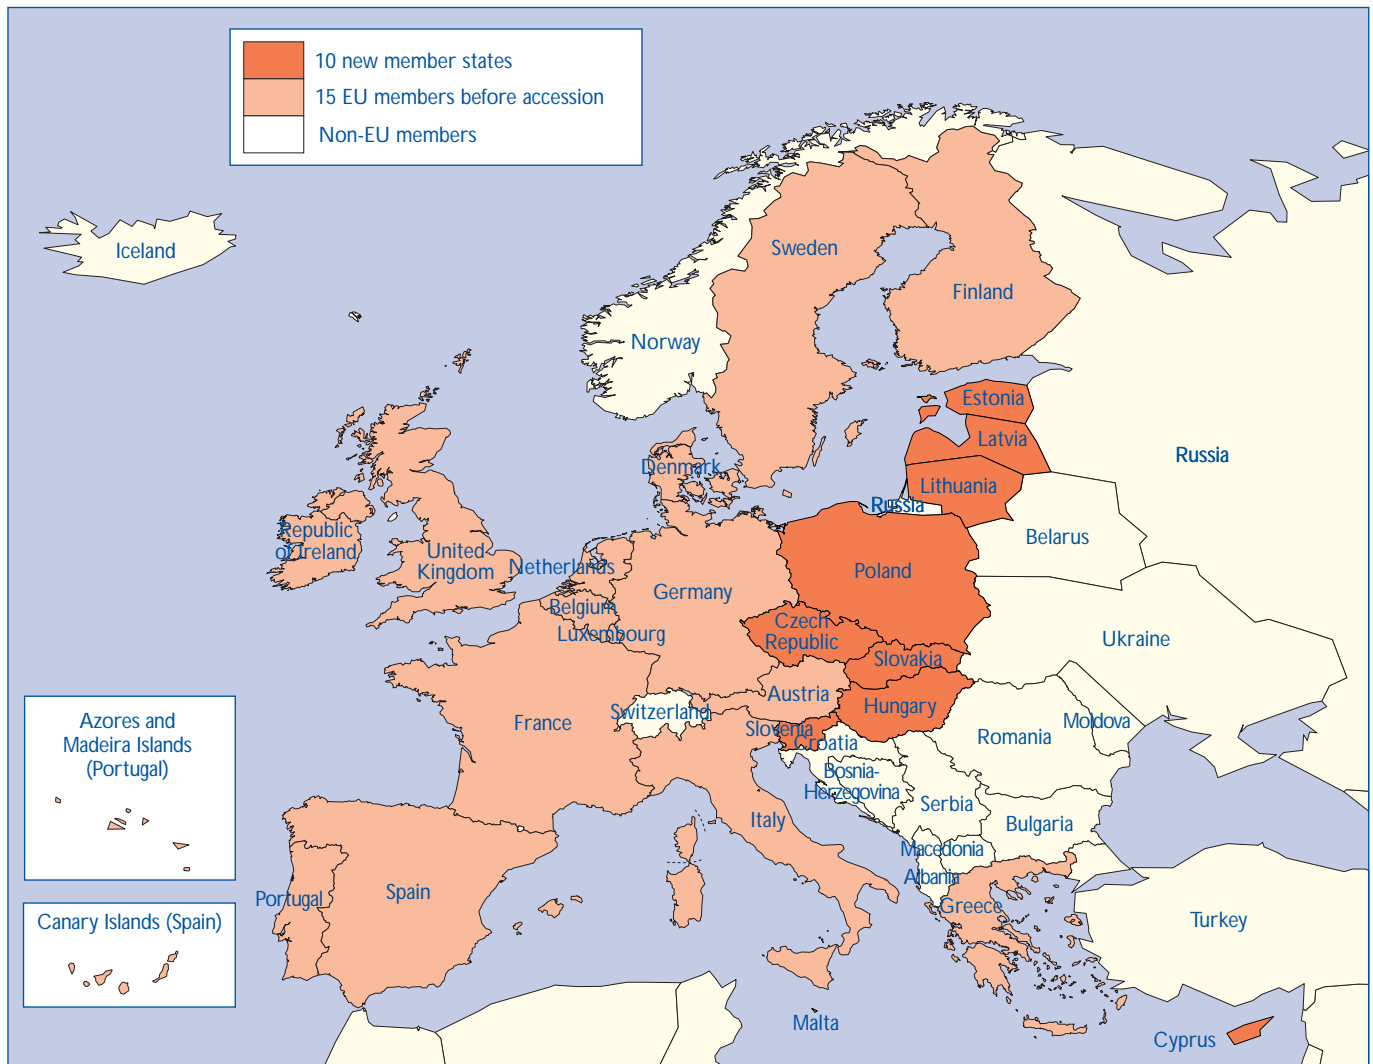 10 new member states
15 EU members before accession
Non-EU members
Iceland
Sweden
Finland
Norway
Estonia
Latvia
Russia
Denmark
Lithuania
Russia
Republic
of Ireland
United
Kingdom
Netherlands
Belarus
Poland
Germany
Belgium
Luxembourg
Czech
Republic
Ukraine
Slovakia
Austria
Hungary
Switzerland
France
Slovenia
Croatia
Moldova
Romania
Azores and
Madeira Islands
(Portugal)
Bosnia-
Herzegovina
Serbia
Italy
Bulgaria
Macedonia
Albania
Portugal
Spain
Greece
Turkey
Canary Islands (Spain)
Malta
Cyprus